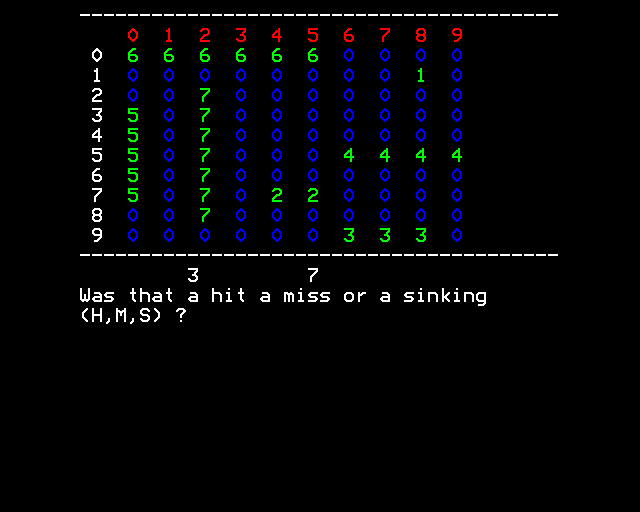 --------------------------------------------------
0 1 2 3 4 5 6 7 8 9
0 6 6 6 6 6 6 0 0 0 0
1 0 0 0 0 0 0 0 0 1 0
2 0 0 7 0 0 0 0 0 0 0
3 5 0 7 0 0 0 0 0 0 0
4 5 0 7 0 0 0 0 0 0 0
5 5 0 7 0 0 0 4 4 4 4
6 5 0 7 0 0 0 0 0 0 0
7 5 0 7 0 2 2 0 0 0 0
8 0 0 7 0 0 0 0 0 0 0
9 0 0 0 0 0 0 3 3 3 0
--------------------------------------------------
3 7
Was that a hit a miss or a sinking
(H,M,S) ?